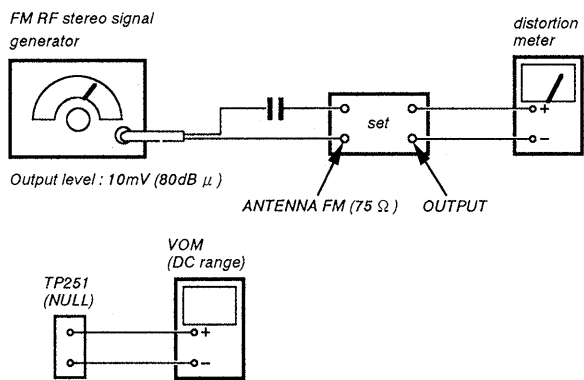 FM RF stereo signal
generator
distortion
meter
set
+
−
Output level : 10mV (80dB μ )
ANTENNA FM (75 Ω )
OUTPUT
VOM
(DC range)
TP251
(NULL)
+
−